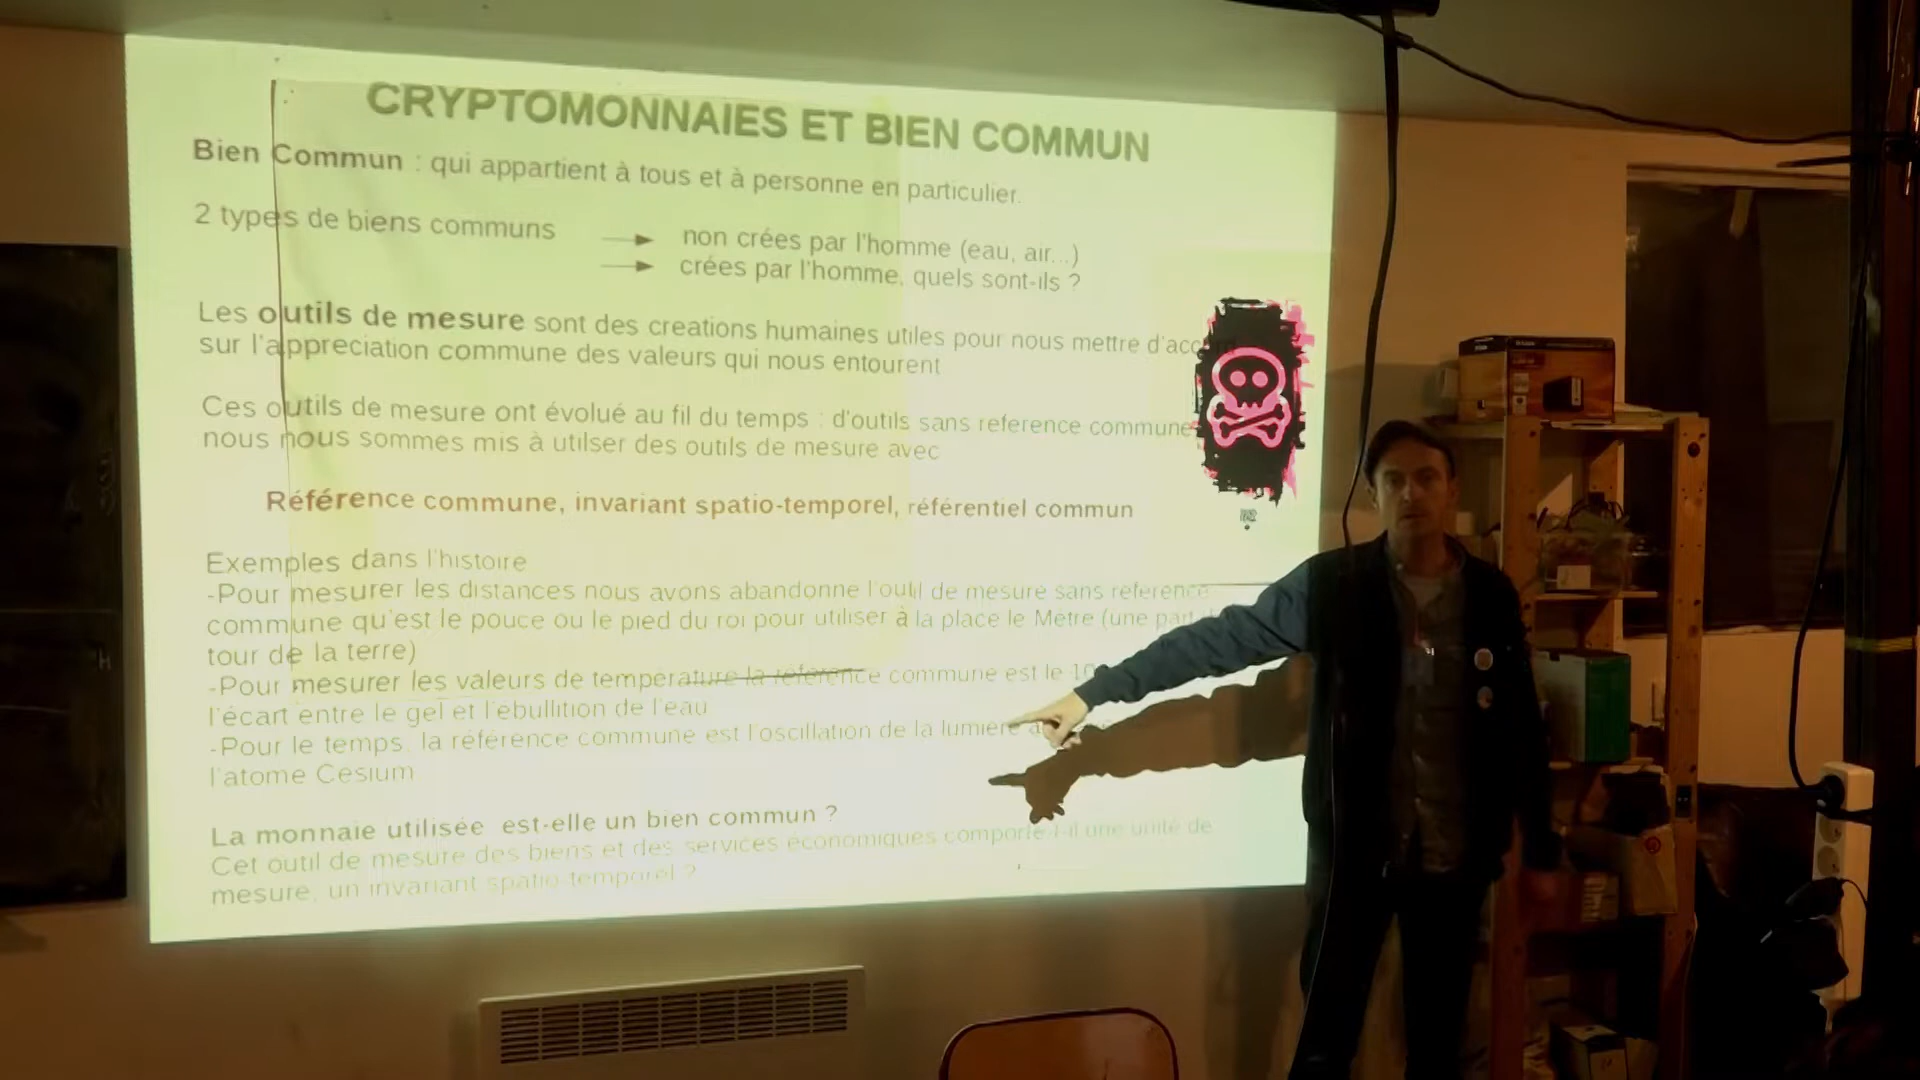 CRYPTOMONNAIES ET BIEN COMMUN
Bien Commun : qui appartient à tous et à personne en particulier.
2 types de biens communs
non crées par l'homme (eau, air...)
crées par l'homme, quels sont-ils ?
Les outils de mesure sont des creations humaines utiles pour nous mettre d'accord
sur l'appreciation commune des valeurs qui nous entourent
Ces outils de mesure ont évolué au fil du temps : d'outils sans reference commune
nous nous sommes mis à utilser des outils de mesure avec
Référence commune, invariant spatio-temporel, référentiel commun
Exemples dans l'histoire
-Pour mesurer les distances nous avons abandonne l'outil de mesure sans reference
commune qu'est le pouce ou le pied du roi pour utiliser à la place le Metre (une part
tour de la terre)
-Pour mesurer les valeurs de température la référence commune est le
l'écart entre le gel et l'ebullition de l'eau
-Pour le temps, la référence commune est l'oscillation de la lumiere
l'atome Cesium
La monnaie utilisée est-elle un bien commun ?
Cet outil de mesure des biens et des services economiques comporte-t-il une unité de
mesure, un invariant spatio-temporel ?